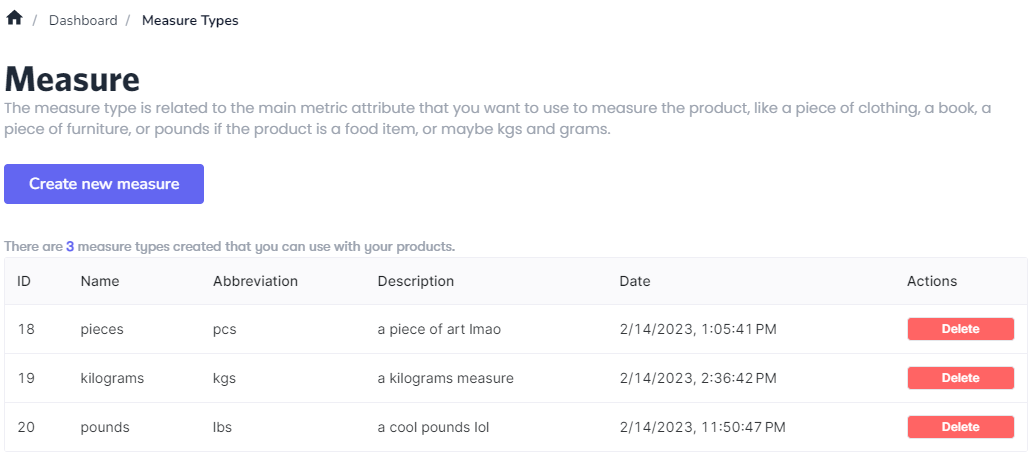 / Dashboard / Measure Types
Measure
The measure type is related to the main metric attribute that you want to use to measure the product, like a piece of clothing, a book, a
piece of furniture, or pounds if the product is a food item, or maybe kgs and grams.
Create new measure
There are 3 measure types created that you can use with your products.
ID Name Abbreviation Description Date Actions
18 pieces pcs a piece of art lmao 2/14/2023, 1:05:41 PM Delete
19 kilograms kgs a kilograms measure 2/14/2023, 2:36:42 PM Delete
20 pounds lbs a cool pounds lol 2/14/2023, 11:50:47 PM Delete